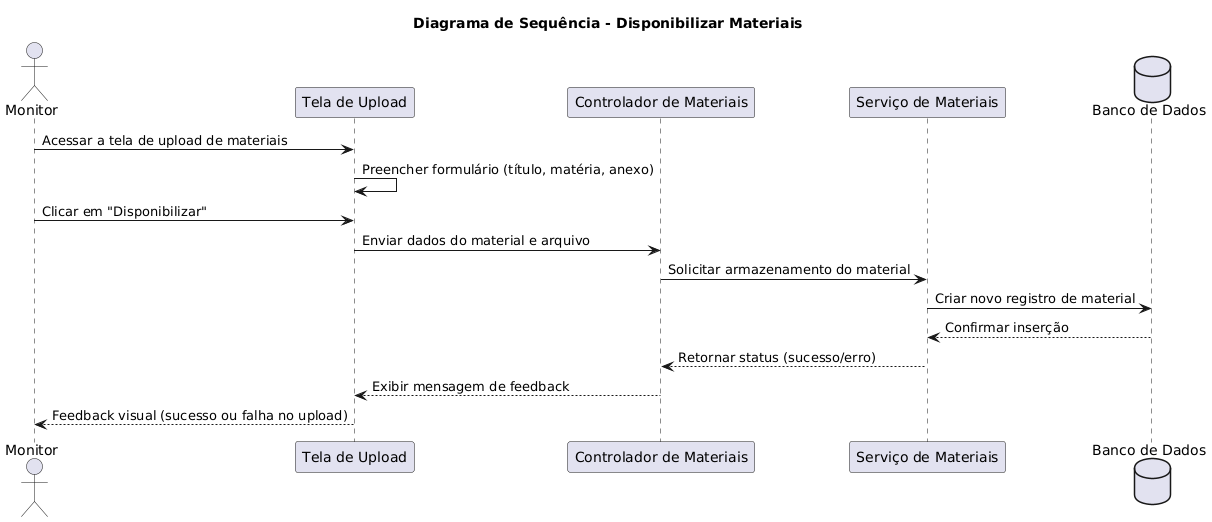 Diagrama de Sequência - Disponibilizar Materiais
Monitor
Tela de Upload
Controlador de Materiais
Serviço de Materiais
Banco de Dados
Acessar a tela de upload de materiais
Preencher formulário (título, matéria, anexo)
Clicar em "Disponibilizar"
Enviar dados do material e arquivo
Solicitar armazenamento do material
Criar novo registro de material
Confirmar inserção
Retornar status (sucesso/erro)
Exibir mensagem de feedback
Feedback visual (sucesso ou falha no upload)
Monitor
Tela de Upload
Controlador de Materiais
Serviço de Materiais
Banco de Dados